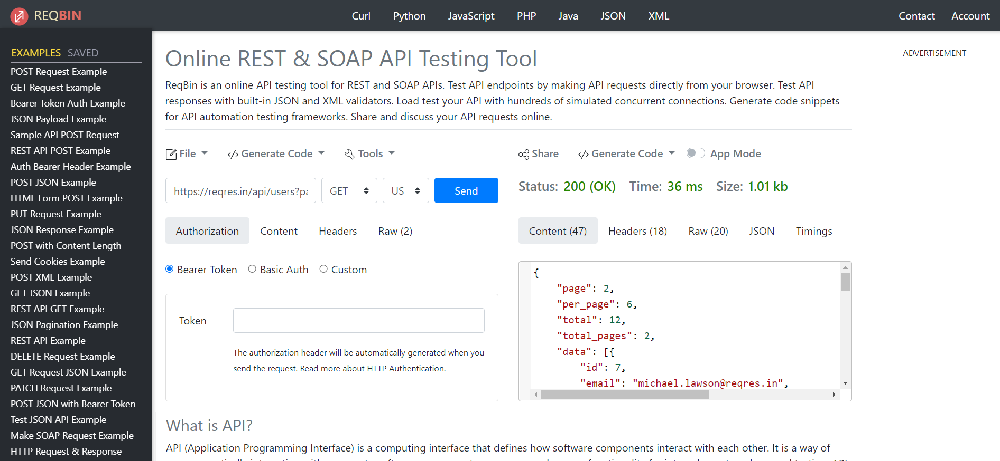 REQBIN
Curl Python JavaScript PHP Java JSON XML
Contact Account
EXAMPLES SAVED
POST Request Example
GET Request Example
Bearer Token Auth Example
JSON Payload Example
Sample API POST Request
REST API POST Example
Auth Bearer Header Example
POST JSON Example
HTML Form POST Example
PUT Request Example
JSON Response Example
POST with Content Length
Send Cookies Example
POST XML Example
GET JSON Example
REST API GET Example
JSON Pagination Example
REST API Example
DELETE Request Example
GET Request JSON Example
PATCH Request Example
POST JSON with Bearer Token
Test JSON API Example
Make SOAP Request Example
HTTP Request & Response
Online REST & SOAP API Testing Tool
ReqBin is an online API testing tool for REST and SOAP APIs. Test API endpoints by making API requests directly from your browser. Test API
responses with built-in JSON and XML validators. Load test your API with hundreds of simulated concurrent connections. Generate code snippets
for API automation testing frameworks. Share and discuss your API requests online.
File </> Generate Code Tools
https://reqres.in/api/users?pa GET US Send
Authorization Content Headers Raw (2)
Bearer Token Basic Auth Custom
Token
The authorization header will be automatically generated when you
send the request. Read more about HTTP Authentication.
Share </> Generate Code App Mode
Status: 200 (OK) Time: 36 ms Size: 1.01 kb
Content (47) Headers (18) Raw (20) JSON Timings
{
"page": 2,
"per_page": 6,
"total": 12,
"total_pages": 2,
"data": [{
"id": 7,
"email": "michael.lawson@reqres.in",
What is API?
API (Application Programming Interface) is a computing interface that defines how software components interact with each other. It is a way of
ADVERTISEMENT